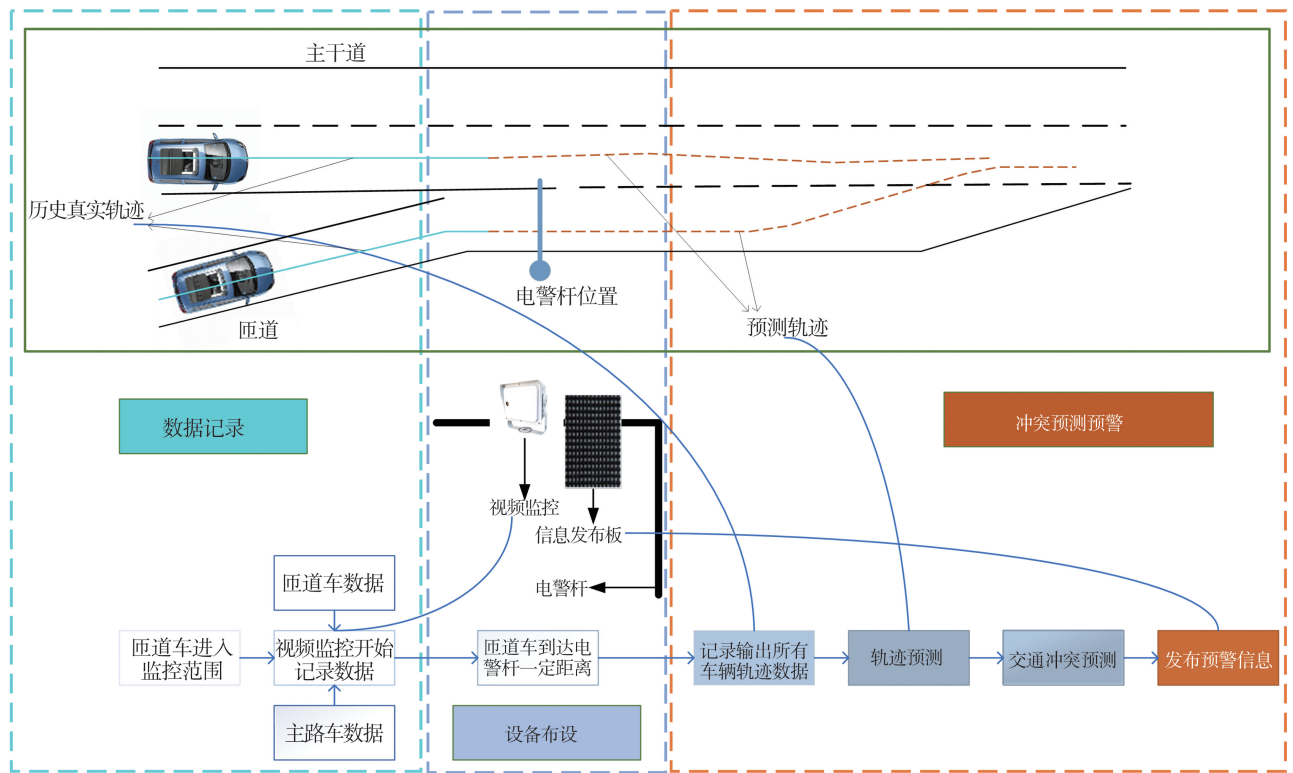 主干道
历史真实轨迹
电警杆位置
匝道
预测轨迹
数据记录
冲突预测预警
视频监控
信息发布板
电警杆
匝道车数据
匝道车进入
监控范围
视频监控开始
记录数据
匝道车到达电
警杆一定距离
记录输出所有
车辆轨迹数据
轨迹预测
交通冲突预测
发布预警信息
主路车数据
设备布设